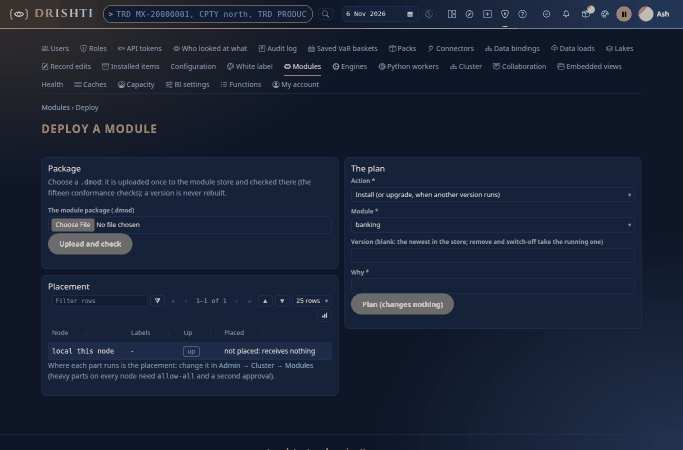 DRISHTI
> TRD MX-20000001, CPTY north, TRD PRODUC
6 Nov 2026
Ash
Users Roles API tokens Who looked at what Audit log Saved VaR baskets Packs Connectors Data bindings Data loads Lakes
Record edits Installed items Configuration White label Modules Engines Python workers Cluster Collaboration Embedded views
Health Caches Capacity BI settings Functions My account
Modules › Deploy
DEPLOY A MODULE
Package
Choose a .dmod: it is uploaded once to the module store and checked there (the
fifteen conformance checks); a version is never rebuilt.
The module package (.dmod)
Choose File No file chosen
Upload and check
Placement
Filter rows
« ‹ 1–1 of 1 › »
25 rows
Node Labels Up Placed
local this node - up not placed: receives nothing
Where each part runs is the placement: change it in Admin → Cluster → Modules
(heavy parts on every node need allow-all and a second approval).
The plan
Action *
Install (or upgrade, when another version runs)
Module *
banking
Version (blank: the newest in the store; remove and switch-off take the running one)
Why *
Plan (changes nothing)